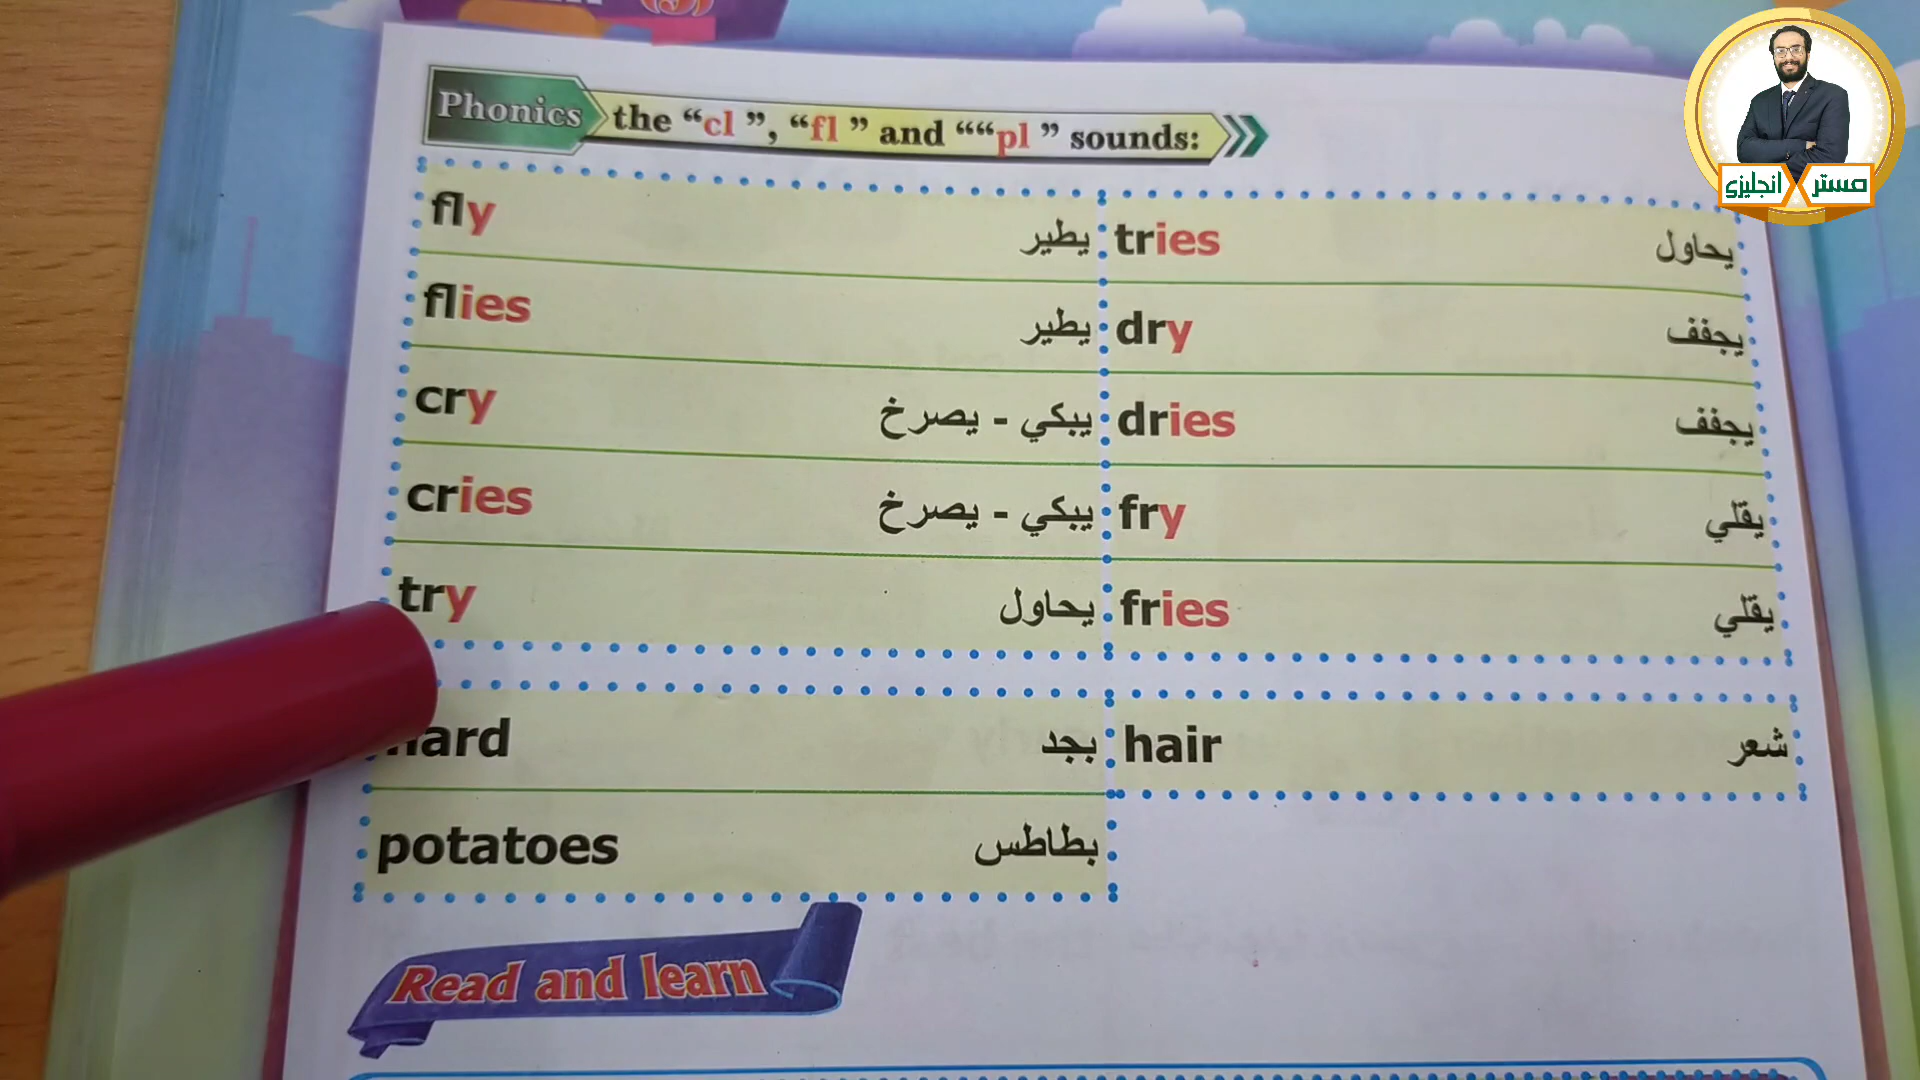 Phonics the “cl ”, “fl ” and ““pl ” sounds:
fly يطير
tries يحاول
flies يطير
dry يجفف
cry يبكي - يصرخ
dries يجفف
cries يبكي - يصرخ
fry يقلي
try يحاول
fries يقلي
hard بجد
hair شعر
potatoes بطاطس
Read and learn
مستر X انجليزي